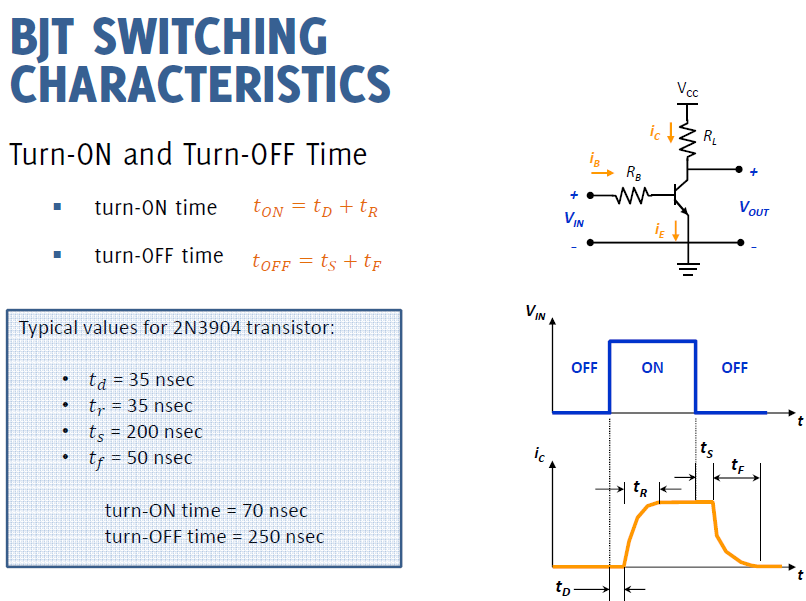 BJT SWITCHING
CHARACTERISTICS
Turn-ON and Turn-OFF Time
▪ turn-ON time t_ON = t_D + t_R
▪ turn-OFF time t_OFF = t_S + t_F
Typical values for 2N3904 transistor:
• t_d = 35 nsec
• t_r = 35 nsec
• t_s = 200 nsec
• t_f = 50 nsec
turn-ON time = 70 nsec
turn-OFF time = 250 nsec
V_CC
i_C R_L
i_B
R_B
+ +
V_IN V_OUT
i_E
– –
V_IN
OFF ON OFF
t
i_C
t_S
t_F
t_R
t
t_D